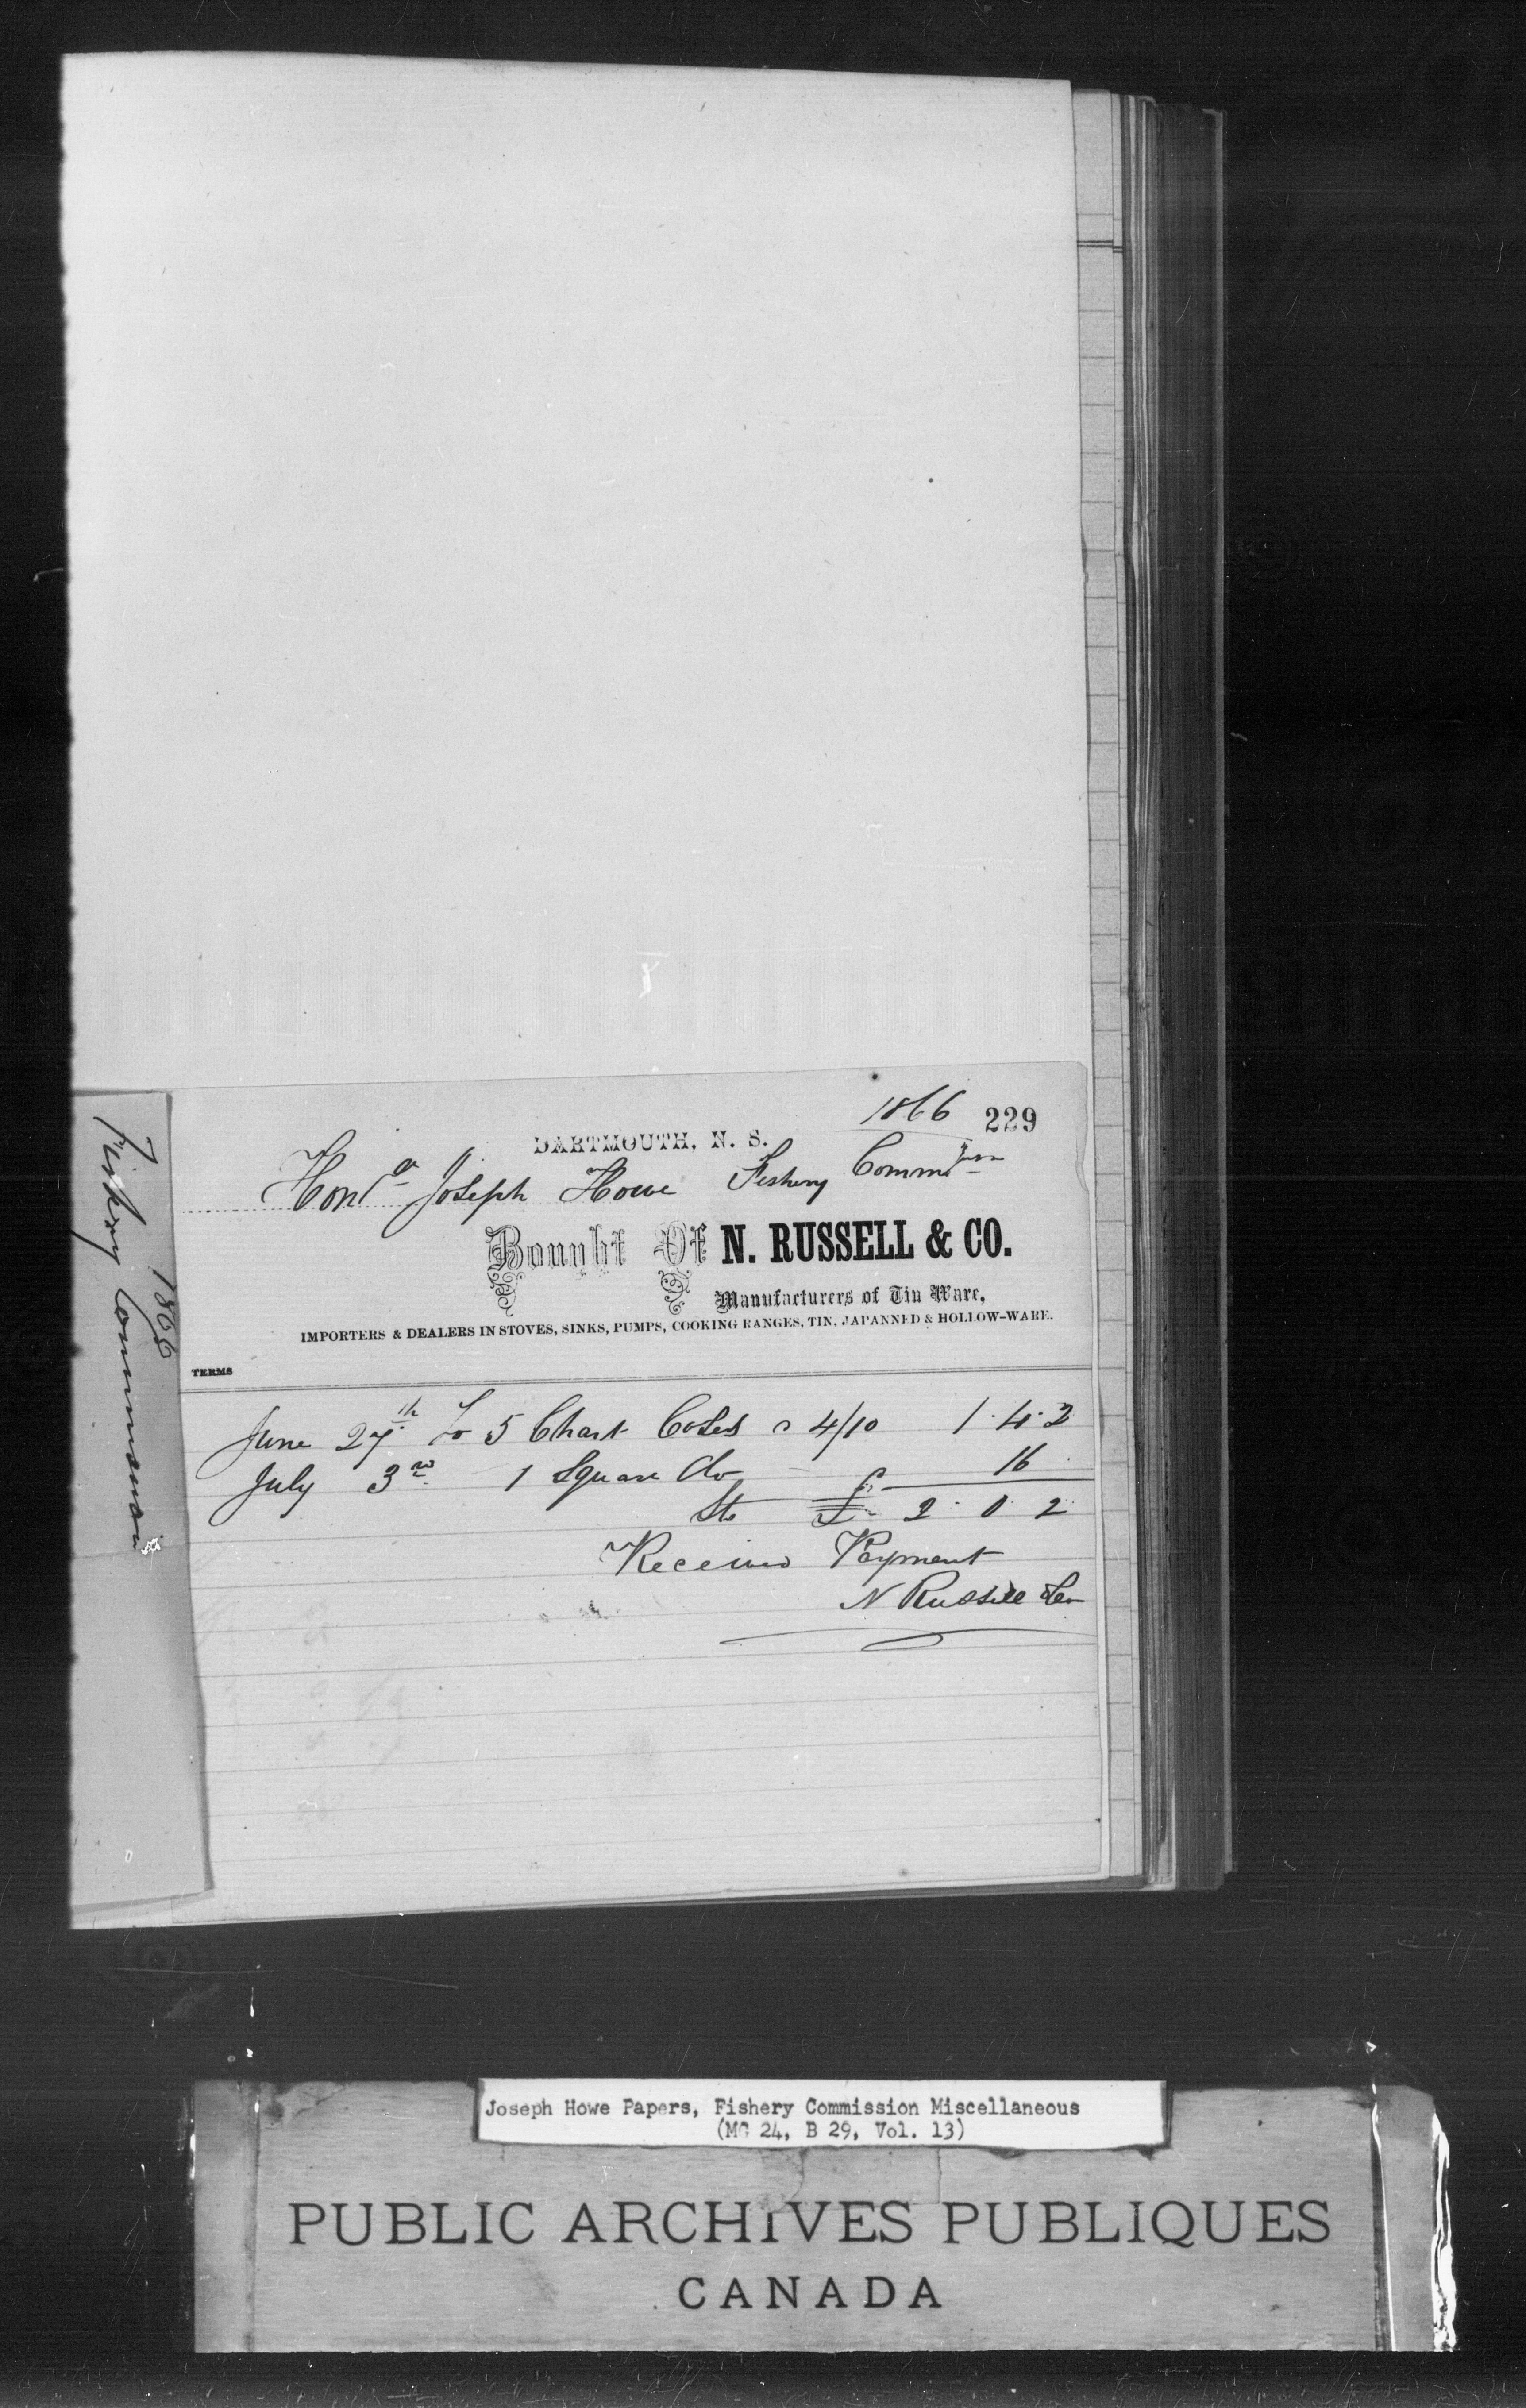 1866 229
DARTMOUTH, N. S.
Honl Joseph Howe Fishery Commissn
Bought Of N. RUSSELL & CO.
Manufacturers of Tin Ware,
IMPORTERS & DEALERS IN STOVES, SINKS, PUMPS, COOKING RANGES, TIN, JAPANNED & HOLLOW-WARE.
TERMS
June 27th To 5 Chart Cases @ 4/10 1. 4. 2
July 3rd 1 Square do 16
£ 2. 0. 2
Received Payment
N Russell & Co
1866
Fishery Commission
Joseph Howe Papers, Fishery Commission Miscellaneous
(MG 24, B 29, Vol. 13)
PUBLIC ARCHIVES PUBLIQUES
CANADA